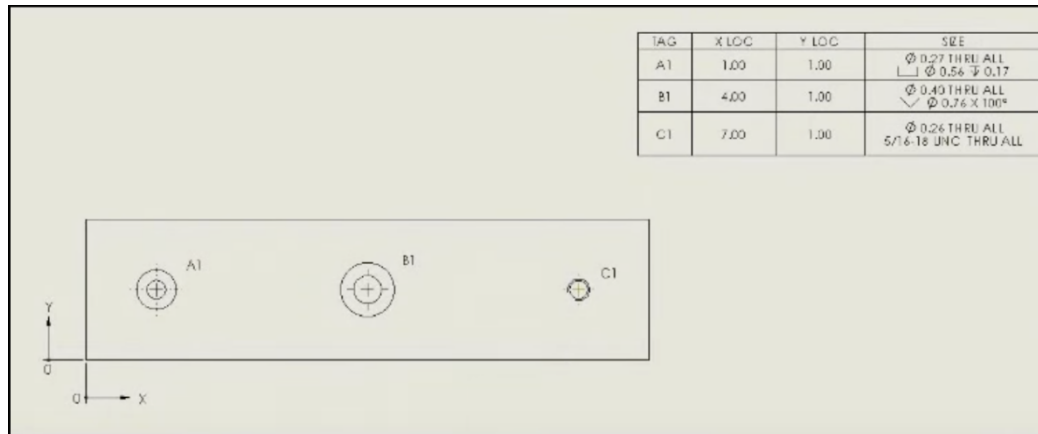 TAG X LOC Y LOC SIZE
A1 1.00 1.00 Ø 0.27 THRU ALL
⌴ Ø 0.56 ↧ 0.17
B1 4.00 1.00 Ø 0.40 THRU ALL
⌵ Ø 0.76 X 100°
C1 7.00 1.00 Ø 0.26 THRU ALL
5/16-18 UNC THRU ALL
A1
B1
C1
Y
0
0 X